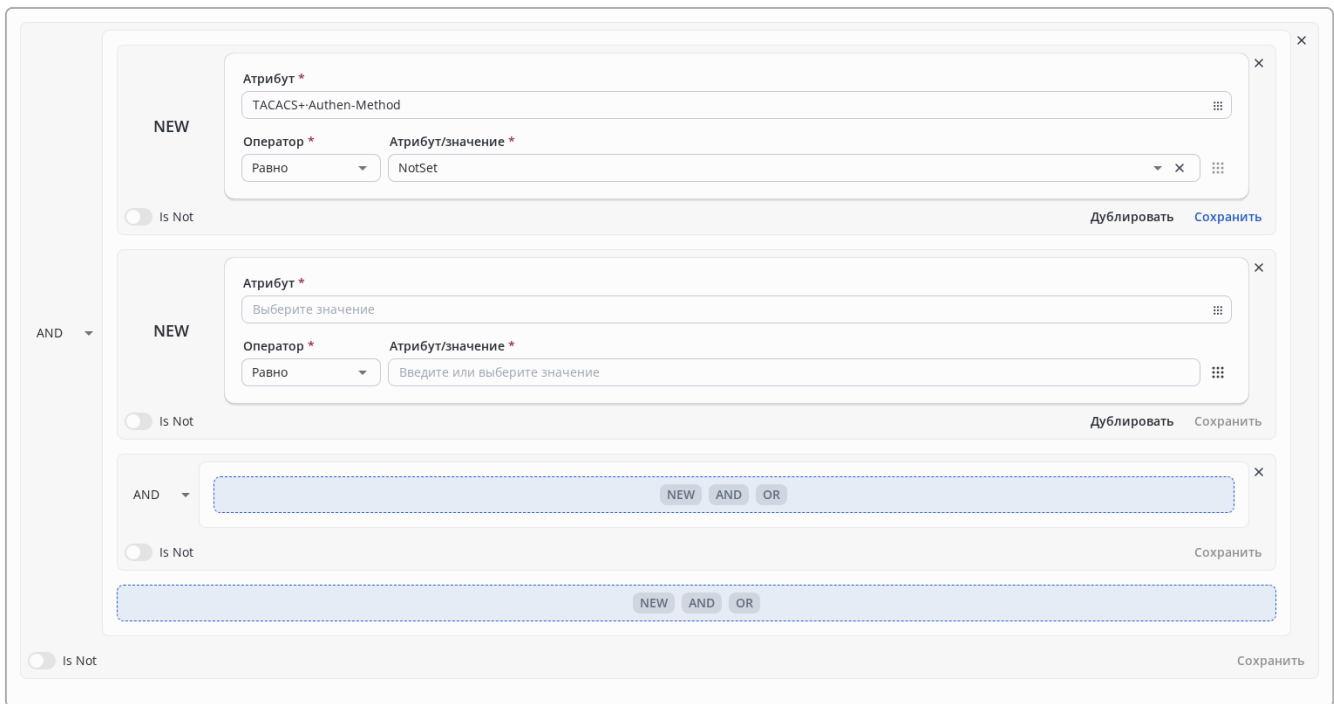 Атрибут *
TACACS+·Authen-Method
NEW
Оператор * Атрибут/значение *
Равно NotSet
Is Not Дублировать Сохранить
Атрибут *
Выберите значение
NEW
AND
Оператор * Атрибут/значение *
Равно Введите или выберите значение
Is Not Дублировать Сохранить
AND NEW AND OR
Is Not Сохранить
NEW AND OR
Is Not Сохранить